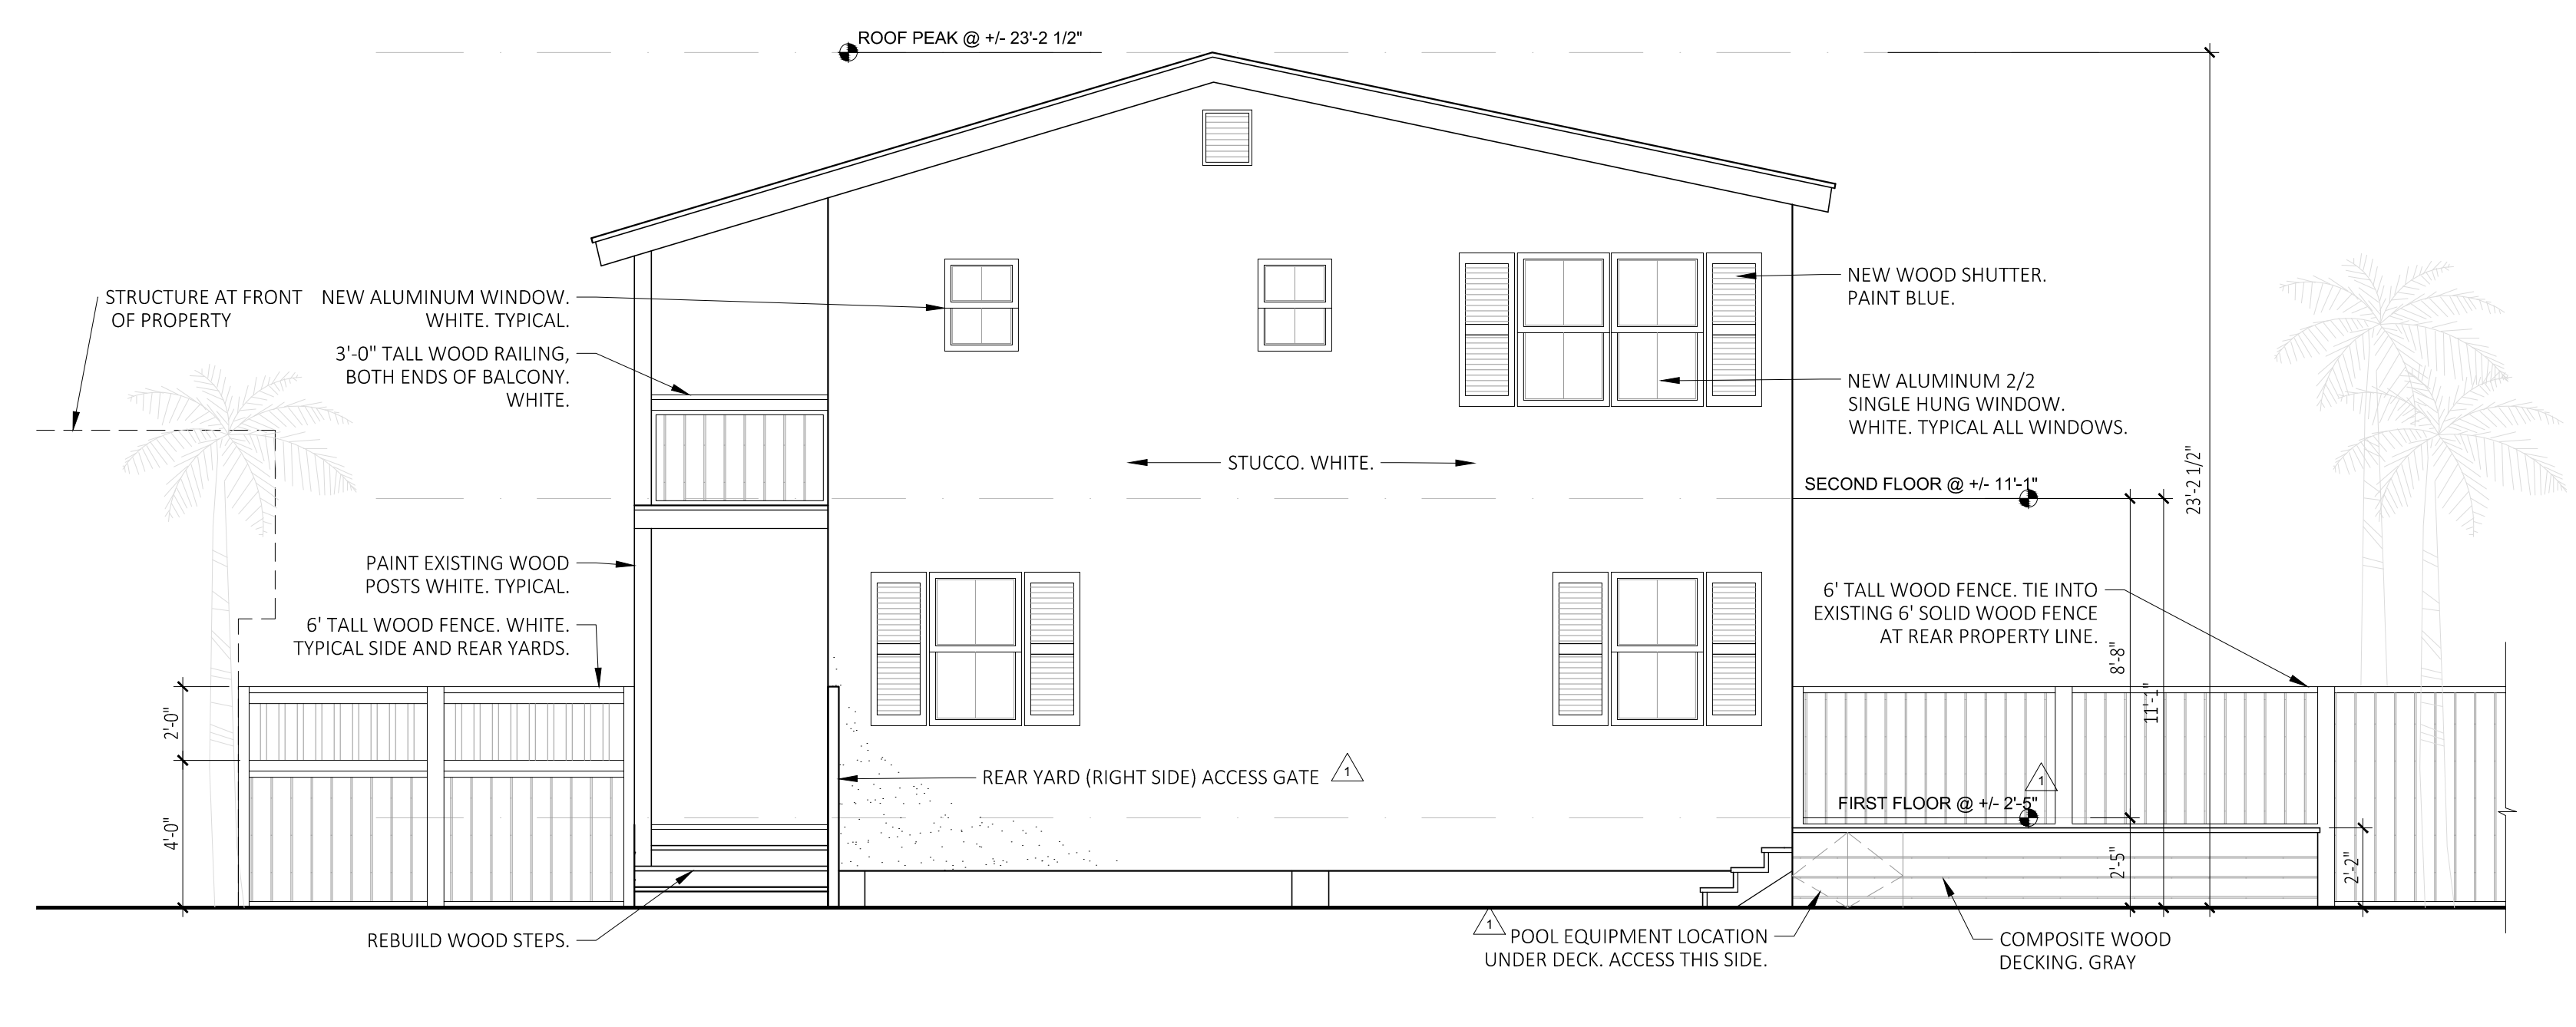 ROOF PEAK @ +/- 23'-2 1/2"
STRUCTURE AT FRONT
OF PROPERTY
NEW ALUMINUM WINDOW.
WHITE. TYPICAL.
3'-0" TALL WOOD RAILING,
BOTH ENDS OF BALCONY.
WHITE.
NEW WOOD SHUTTER.
PAINT BLUE.
NEW ALUMINUM 2/2
SINGLE HUNG WINDOW.
WHITE. TYPICAL ALL WINDOWS.
STUCCO. WHITE.
SECOND FLOOR @ +/- 11'-1"
23'-2 1/2"
PAINT EXISTING WOOD
POSTS WHITE. TYPICAL.
6' TALL WOOD FENCE. WHITE.
TYPICAL SIDE AND REAR YARDS.
6' TALL WOOD FENCE. TIE INTO
EXISTING 6' SOLID WOOD FENCE
AT REAR PROPERTY LINE.
8'-8"
11'-1"
2'-0"
4'-0"
REAR YARD (RIGHT SIDE) ACCESS GATE
1
1
FIRST FLOOR @ +/- 2'-5"
2'-5"
2'-2"
REBUILD WOOD STEPS.
1
POOL EQUIPMENT LOCATION
UNDER DECK. ACCESS THIS SIDE.
COMPOSITE WOOD
DECKING. GRAY